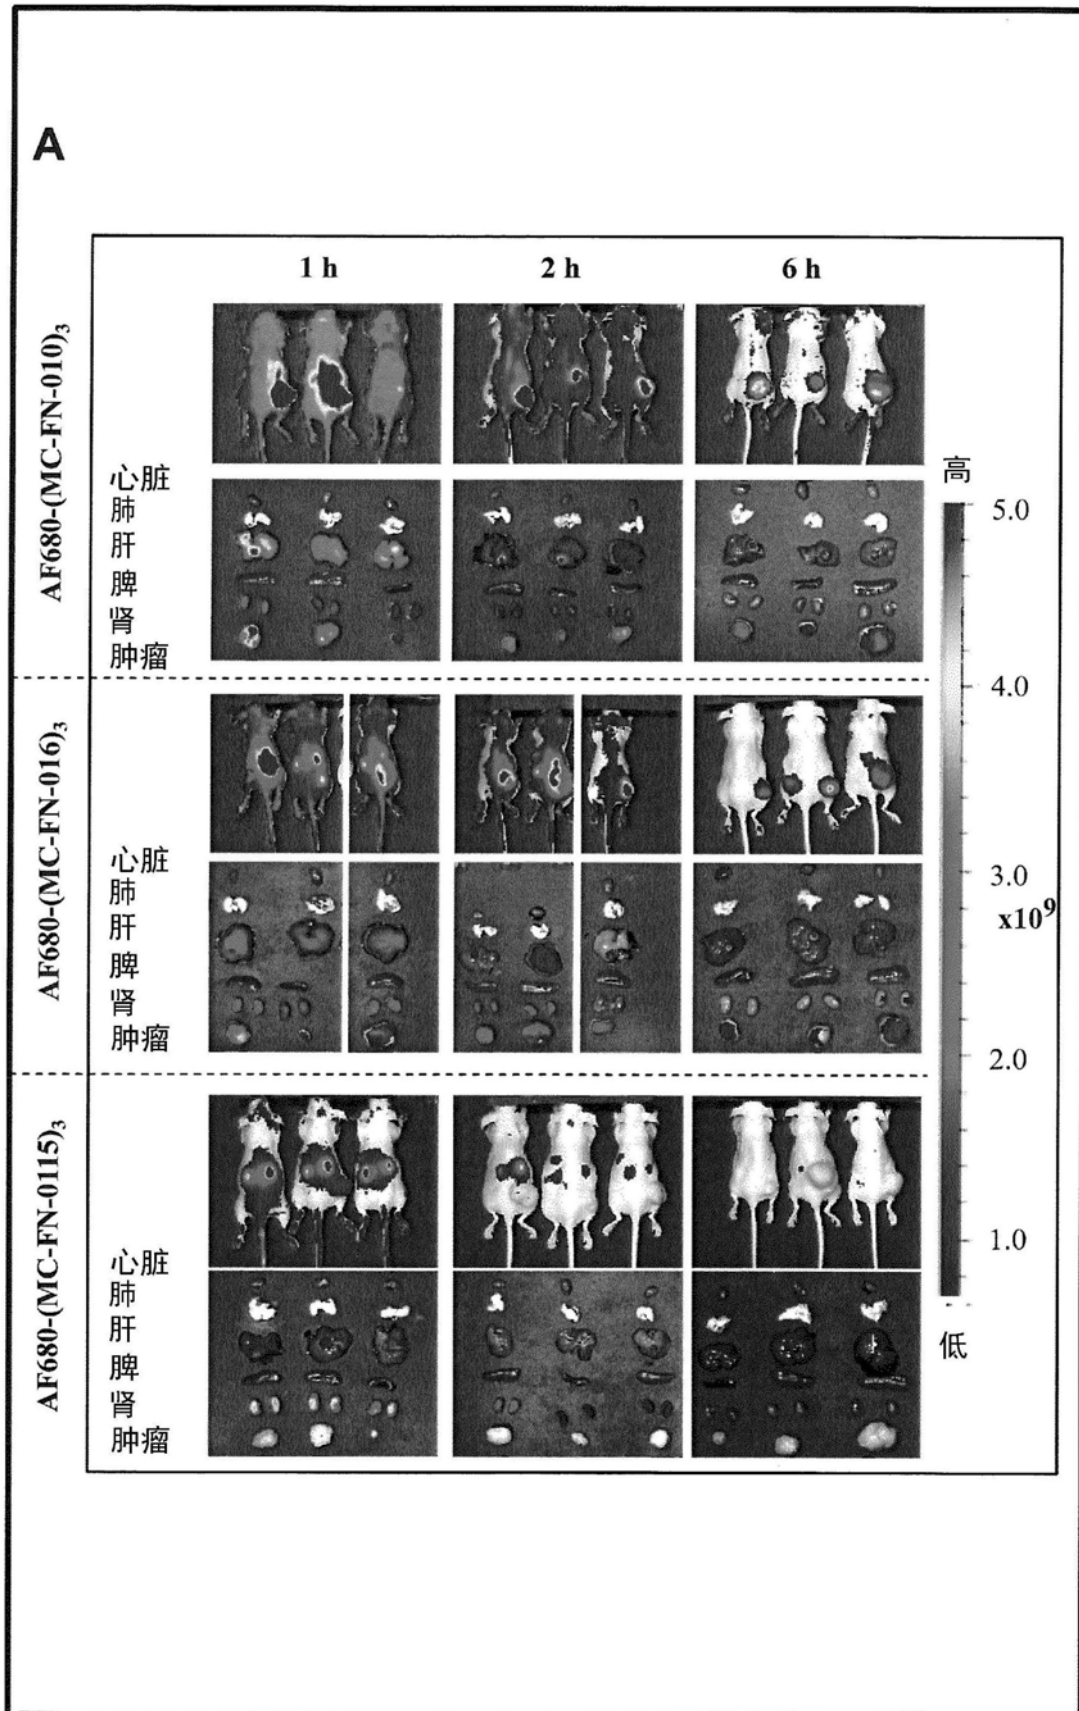 A
1 h 2 h 6 h
AF680-(MC-FN-010)3
心脏
肺
肝
脾
肾
肿瘤
AF680-(MC-FN-016)3
心脏
肺
肝
脾
肾
肿瘤
AF680-(MC-FN-0115)3
心脏
肺
肝
脾
肾
肿瘤
高
5.0
4.0
3.0
x10⁹
2.0
1.0
低